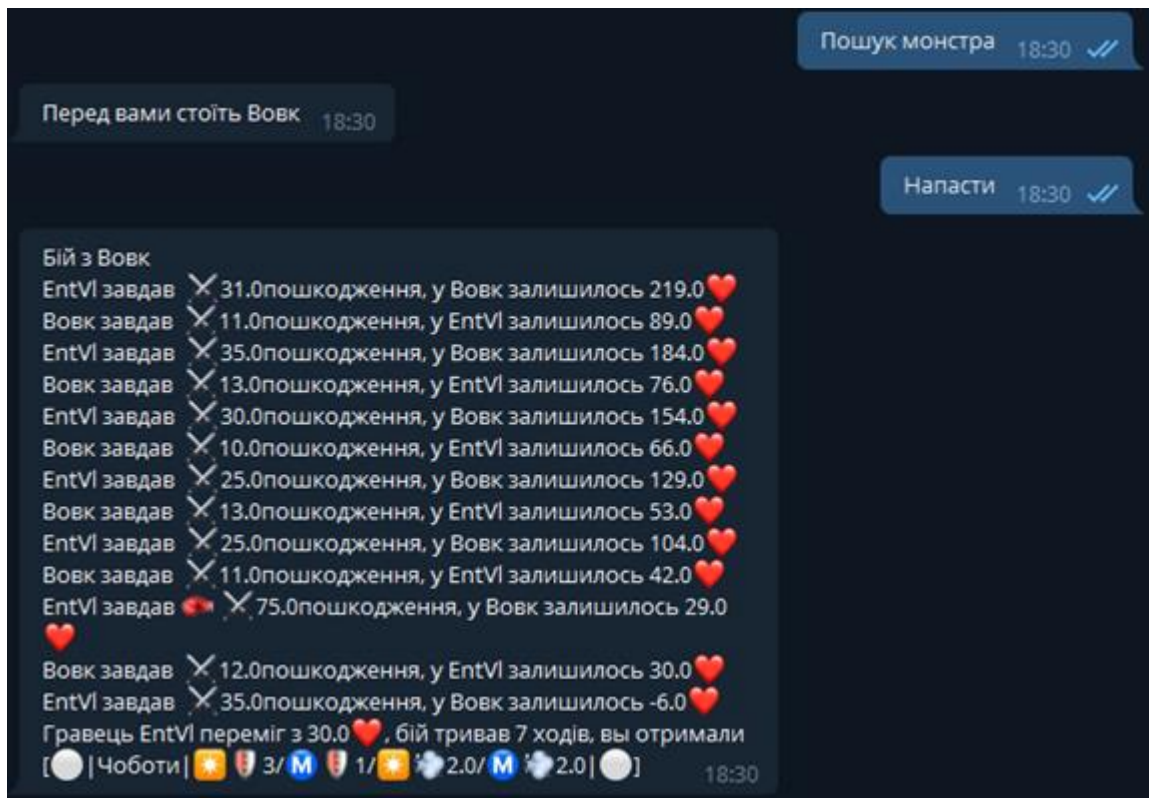 Пошук монстра 18:30
Перед вами стоїть Вовк 18:30
Напасти 18:30
Бій з Вовк
EntVl завдав ⚔31.0пошкодження, у Вовк залишилось 219.0❤️
Вовк завдав ⚔11.0пошкодження, у EntVl залишилось 89.0❤️
EntVl завдав ⚔35.0пошкодження, у Вовк залишилось 184.0❤️
Вовк завдав ⚔13.0пошкодження, у EntVl залишилось 76.0❤️
EntVl завдав ⚔30.0пошкодження, у Вовк залишилось 154.0❤️
Вовк завдав ⚔10.0пошкодження, у EntVl залишилось 66.0❤️
EntVl завдав ⚔25.0пошкодження, у Вовк залишилось 129.0❤️
Вовк завдав ⚔13.0пошкодження, у EntVl залишилось 53.0❤️
EntVl завдав ⚔25.0пошкодження, у Вовк залишилось 104.0❤️
Вовк завдав ⚔11.0пошкодження, у EntVl залишилось 42.0❤️
EntVl завдав 🥊⚔75.0пошкодження, у Вовк залишилось 29.0
❤️
Вовк завдав ⚔12.0пошкодження, у EntVl залишилось 30.0❤️
EntVl завдав ⚔35.0пошкодження, у Вовк залишилось -6.0❤️
Гравець EntVl переміг з 30.0❤️, бій тривав 7 ходів, вы отримали
[⚪|Чоботи|☀️🛡 3/Ⓜ️🛡 1/☀️💨2.0/Ⓜ️💨2.0|⚪] 18:30